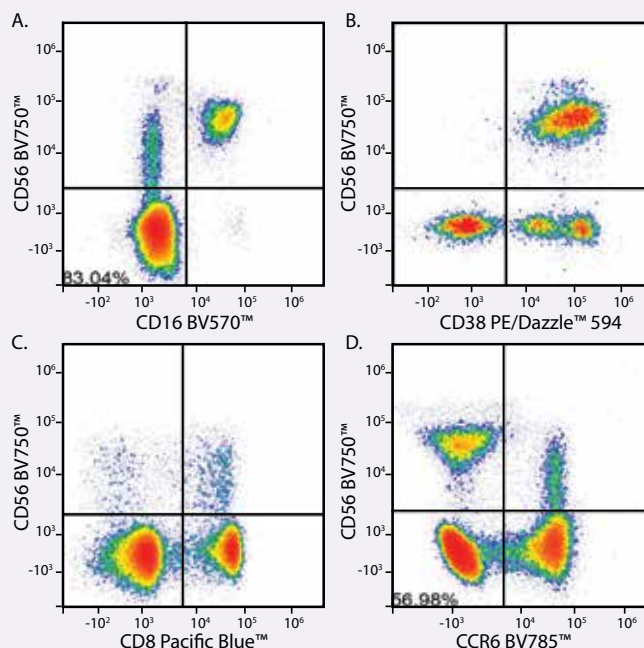 A.
CD56 BV750™
10⁶
10⁵
10⁴
10³
-10³
83.04%
-10² 10³ 10⁴ 10⁵ 10⁶
CD16 BV570™
B.
CD56 BV750™
10⁶
10⁵
10⁴
10³
-10³
-10² 10³ 10⁴ 10⁵ 10⁶
CD38 PE/Dazzle™ 594
C.
CD56 BV750™
10⁶
10⁵
10⁴
10³
-10³
-10² 10³ 10⁴ 10⁵ 10⁶
CD8 Pacific Blue™
D.
CD56 BV750™
10⁶
10⁵
10⁴
10³
-10³
56.98%
-10³ 10⁴ 10⁵ 10⁶
CCR6 BV785™